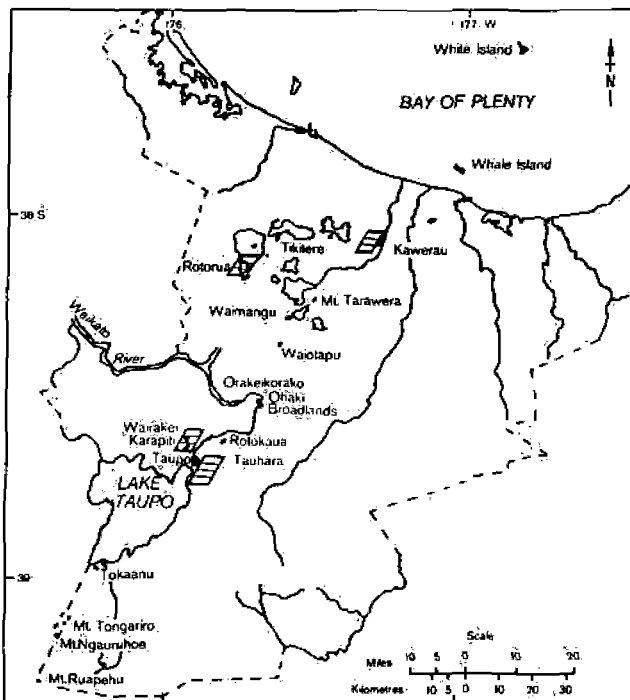 176
177. W
White Island
N
BAY OF PLENTY
Whale Island
38 S
Tikitere
Kawerau
Rotorua
Mt. Tarawera
Waimangu
Waiotapu
Waikato
River
Orakeikorako
Ohaki
Broadlands
Wairakei
Karapiti
Rotokaua
Taupo
Tauhara
LAKE
TAUPO
39
Tokaanu
Mt. Tongariro
Mt.Ngauruhoe
Mt.Ruapehu
Scale
Miles
10 5 0 10 20
Kilometres
10 5 0 10 20 30